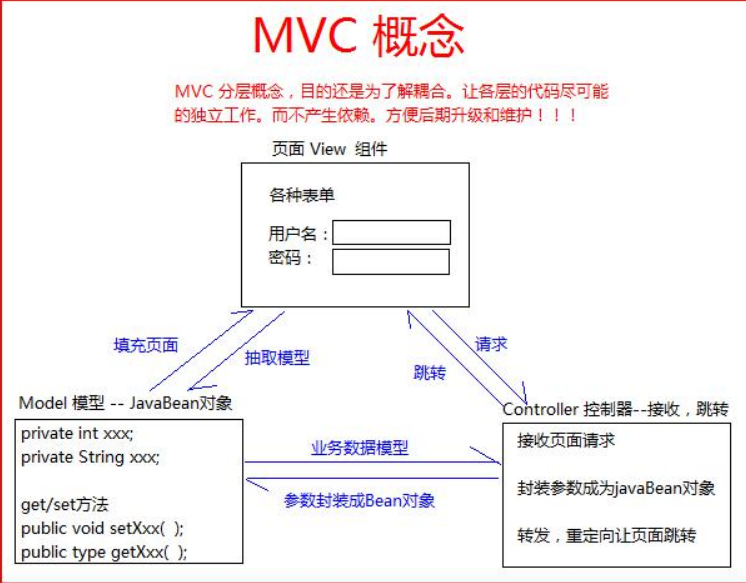 MVC 概念
MVC 分层概念，目的还是为了解耦合。让各层的代码尽可能
的独立工作。而不产生依赖。方便后期升级和维护！！！
页面 View 组件
各种表单
用户名：
密码：
填充页面
抽取模型
请求
跳转
Model 模型 -- JavaBean对象
private int xxx;
private String xxx;
get/set方法
public void setXxx( );
public type getXxx( );
业务数据模型
参数封装成Bean对象
Controller 控制器--接收，跳转
接收页面请求
封装参数成为javaBean对象
转发，重定向让页面跳转